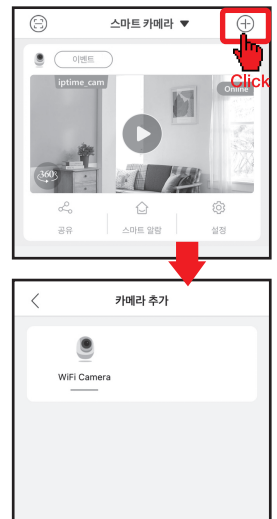 스마트 카메라 ▼
Click
이벤트
iptime_cam
Online
360°
공유
스마트 알람
설정
카메라 추가
WiFi Camera